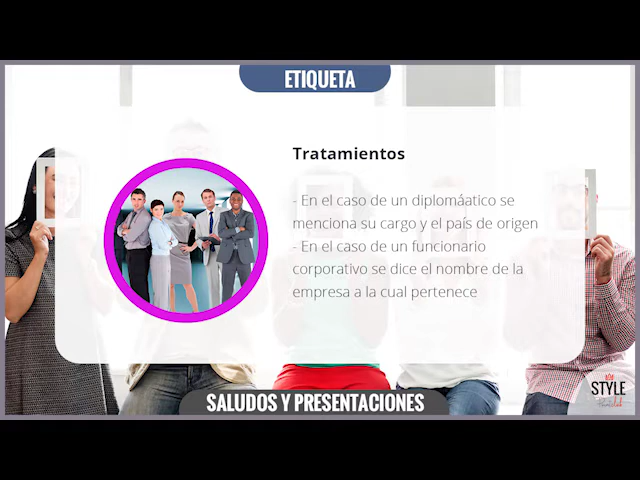 ETIQUETA
Tratamientos
- En el caso de un diplomáatico se
menciona su cargo y el país de origen
- En el caso de un funcionario
corporativo se dice el nombre de la
empresa a la cual pertenece
SALUDOS Y PRESENTACIONES
STYLE